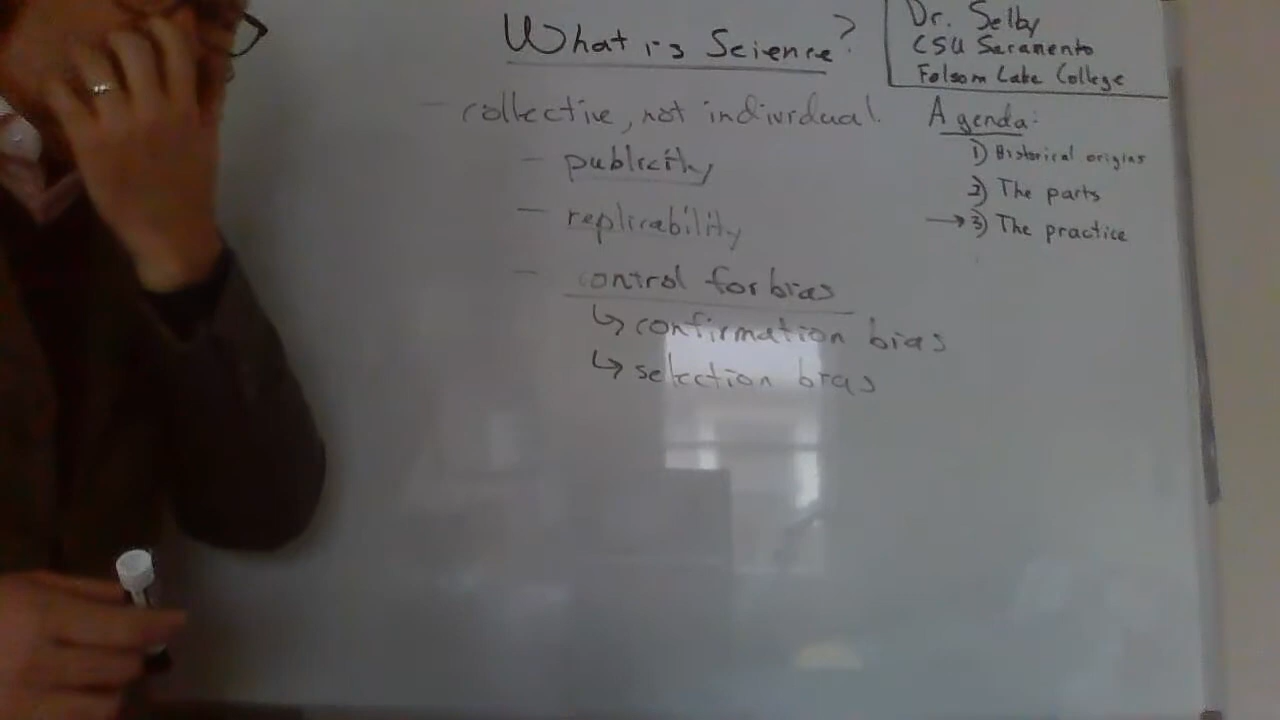 What is Science?
- collective, not individual.
- publicity
- replicability
- control for bias
↳ confirmation bias
↳ selection bias
Dr. Selby
CSU Saramento
Folsom Lake College
Agenda:
1) Historical origins
2) The parts
→ 3) The practice